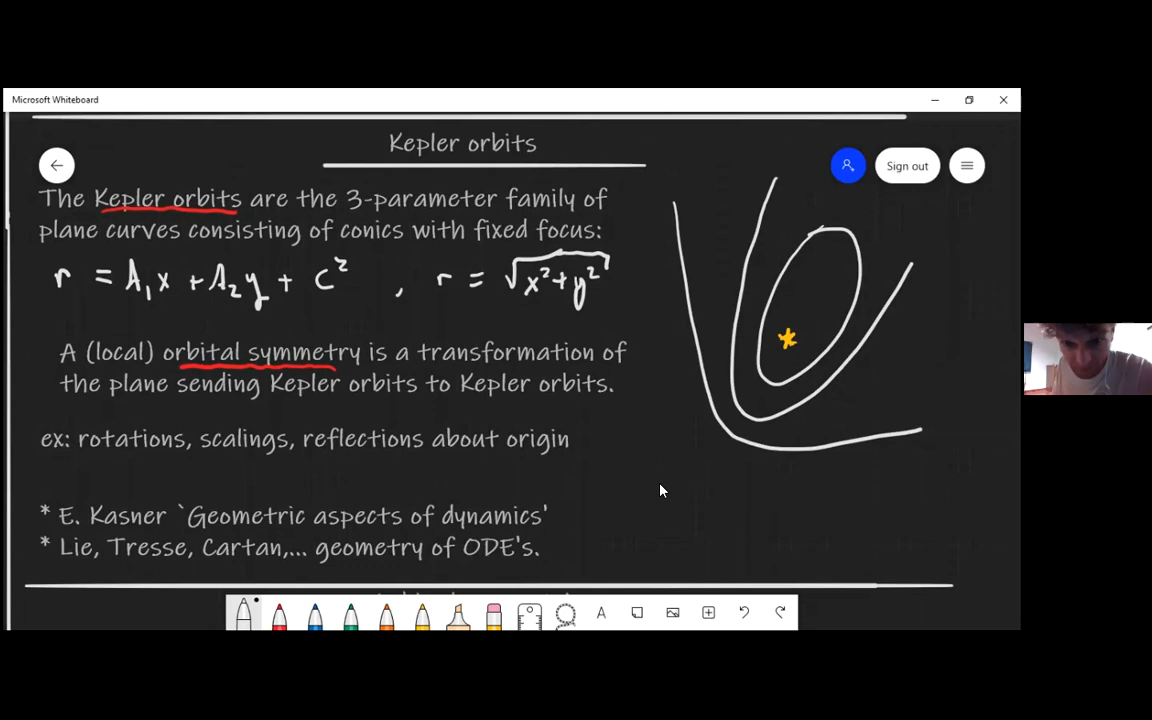 Microsoft Whiteboard
Kepler orbits
Sign out
The Kepler orbits are the 3-parameter family of
plane curves consisting of conics with fixed focus:
r = A₁x + A₂y + c² , r = √(x² + y²)
A (local) orbital symmetry is a transformation of
the plane sending Kepler orbits to Kepler orbits.
ex: rotations, scalings, reflections about origin
* E. Kasner `Geometric aspects of dynamics'
* Lie, Tresse, Cartan,... geometry of ODE's.